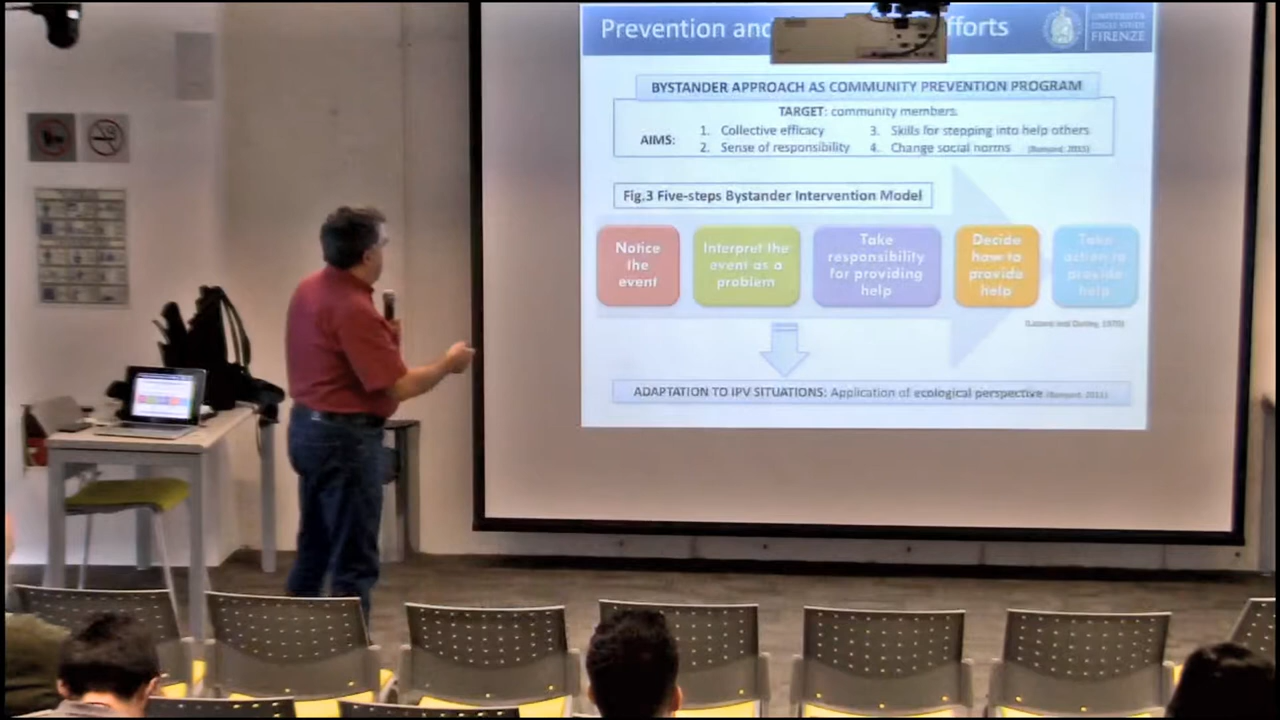 Prevention and
fforts
UNIVERSITÀ
DEGLI STUDI
FIRENZE
BYSTANDER APPROACH AS COMMUNITY PREVENTION PROGRAM
TARGET: community members.
AIMS:
1. Collective efficacy
3. Skills for stepping into help others
2. Sense of responsibility
4. Change social norms
Fig.3 Five-steps Bystander Intervention Model
Notice
the
event
Interpret the
event as a
problem
Take
responsibility
for providing
help
Decide
how to
provide
help
Take
action to
provide
help
ADAPTATION TO IPV SITUATIONS: Application of ecological perspective